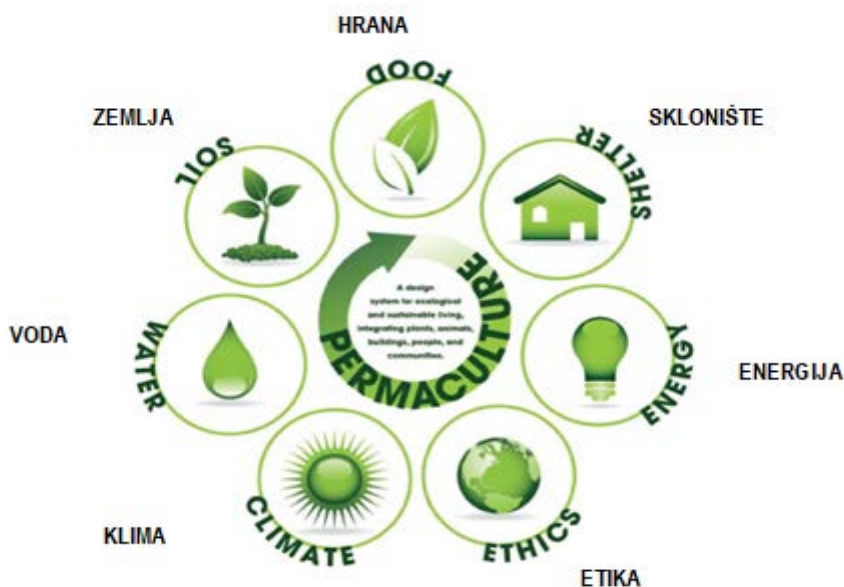 HRANA
FOOD
ZEMLJA
SOIL
SKLONIŠTE
SHELTER
VODA
WATER
PERMACULTURE
A design
system for ecological
and sustainable living,
integrating plants, animals,
buildings, people, and
communities.
ENERGY
ENERGIJA
KLIMA
CLIMATE
ETHICS
ETIKA